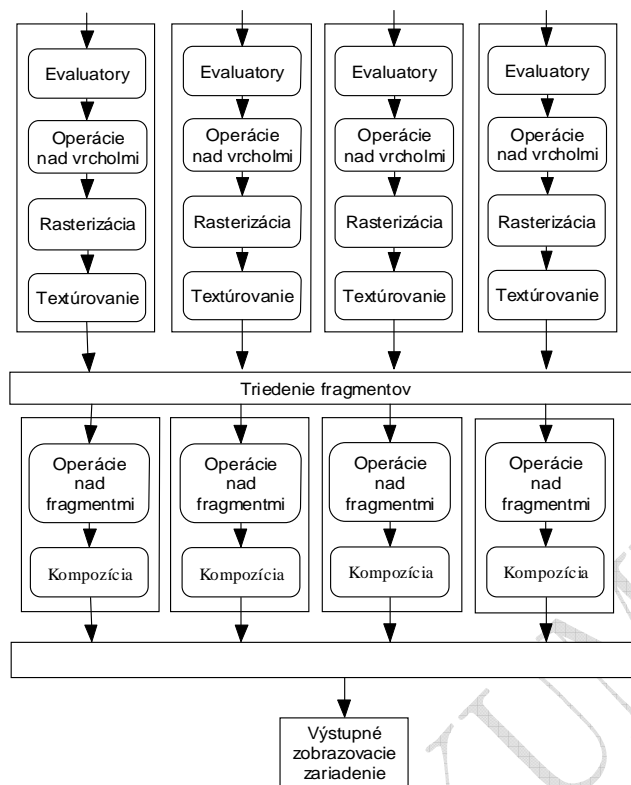 Evaluatory
Operácie
nad vrcholmi
Rasterizácia
Textúrovanie
Evaluatory
Operácie
nad vrcholmi
Rasterizácia
Textúrovanie
Evaluatory
Operácie
nad vrcholmi
Rasterizácia
Textúrovanie
Evaluatory
Operácie
nad vrcholmi
Rasterizácia
Textúrovanie
Triedenie fragmentov
Operácie
nad
fragmentmi
Kompozícia
Operácie
nad
fragmentmi
Kompozícia
Operácie
nad
fragmentmi
Kompozícia
Operácie
nad
fragmentmi
Kompozícia
Výstupné
zobrazovacie
zariadenie